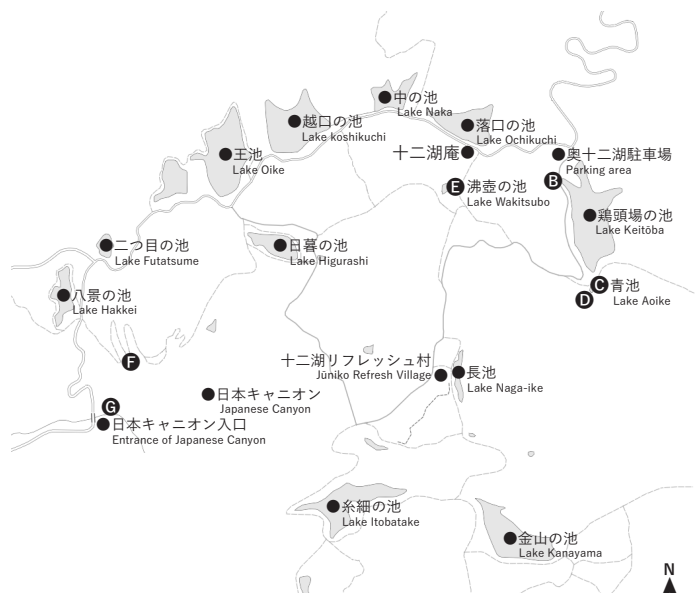 中の池
Lake Naka
越口の池
Lake koshikuchi
落口の池
Lake Ochikuchi
王池
Lake Oike
十二湖庵
奥十二湖駐車場
Parking area
B
E
沸壺の池
Lake Wakitsubo
鶏頭場の池
Lake Keitōba
二つ目の池
Lake Futatsume
日暮の池
Lake Higurashi
C
青池
Lake Aoike
D
八景の池
Lake Hakkei
F
十二湖リフレッシュ村
Jūniko Refresh Village
長池
Lake Naga-ike
日本キャニオン
Japanese Canyon
G
日本キャニオン入口
Entrance of Japanese Canyon
糸細の池
Lake Itobatake
金山の池
Lake Kanayama
N